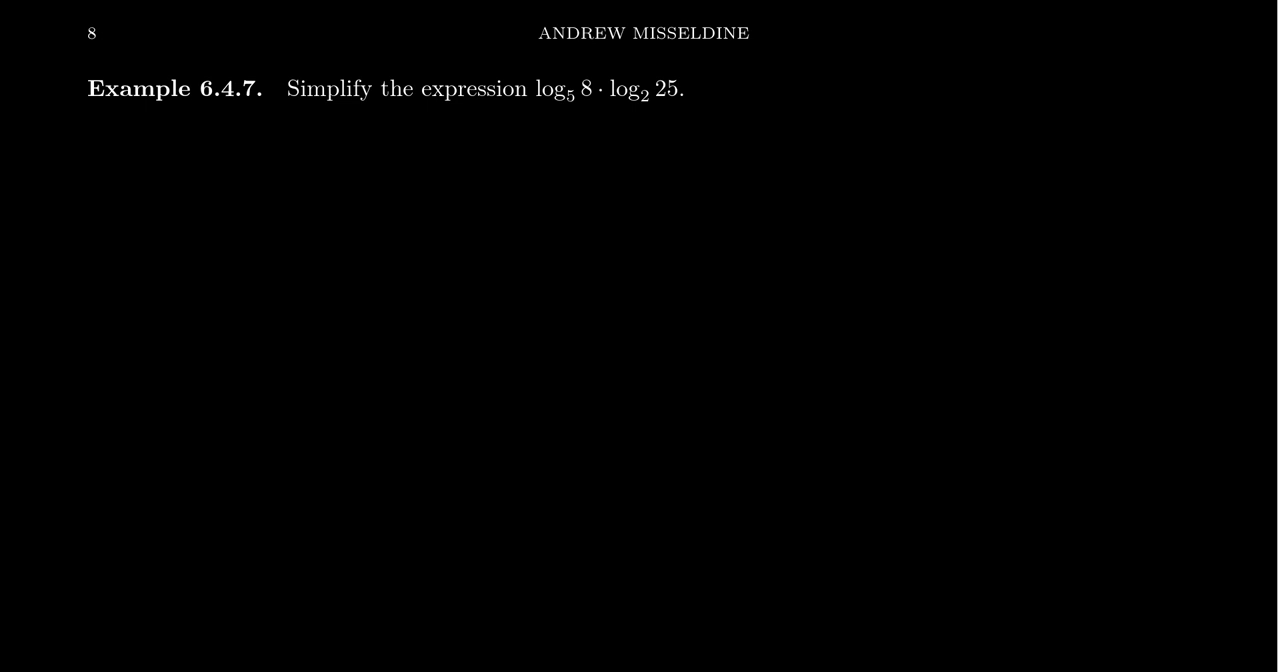 8 ANDREW MISSELDINE
Example 6.4.7. Simplify the expression log₅ 8 · log₂ 25.